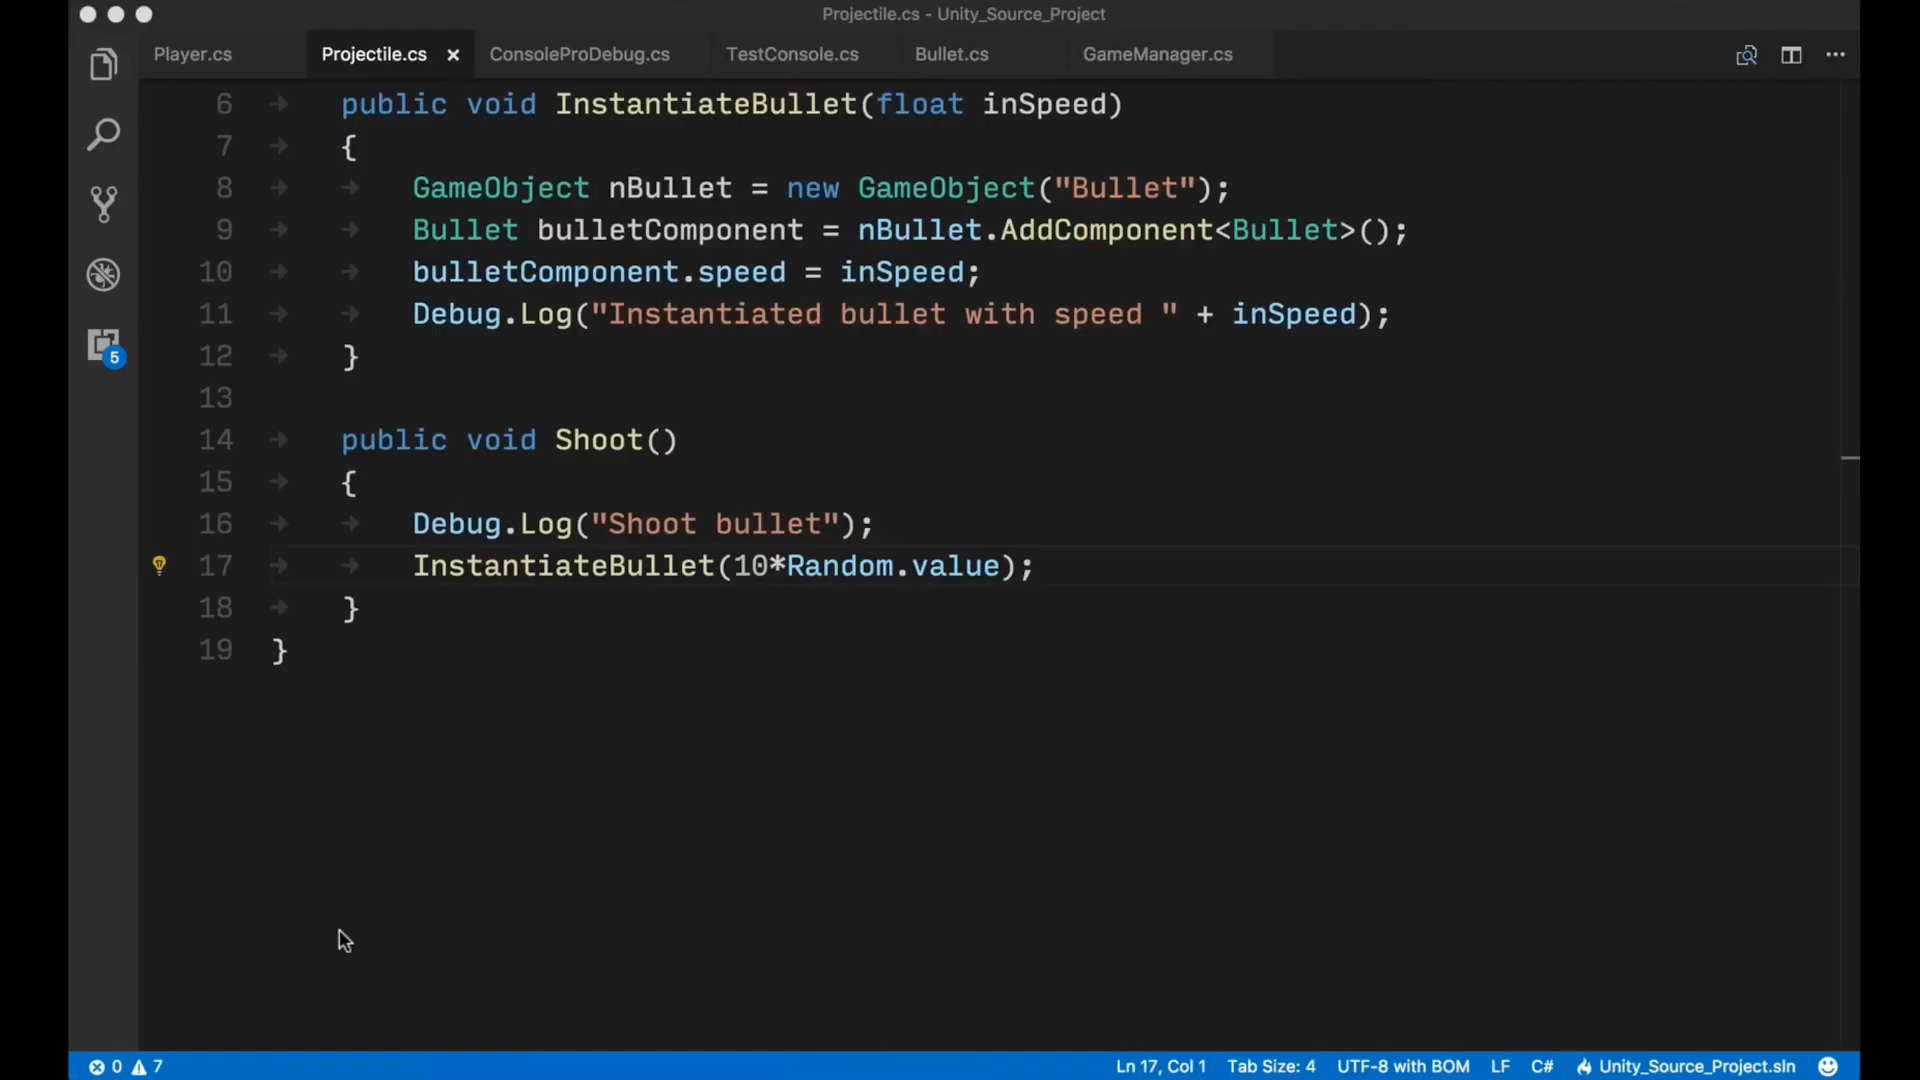 Projectile.cs - Unity_Source_Project
Player.cs Projectile.cs ConsoleProDebug.cs TestConsole.cs Bullet.cs GameManager.cs
6 public void InstantiateBullet(float inSpeed)
7 {
8 GameObject nBullet = new GameObject("Bullet");
9 Bullet bulletComponent = nBullet.AddComponent<Bullet>();
10 bulletComponent.speed = inSpeed;
11 Debug.Log("Instantiated bullet with speed " + inSpeed);
12 }
13
14 public void Shoot()
15 {
16 Debug.Log("Shoot bullet");
17 InstantiateBullet(10*Random.value);
18 }
19 }
5
0 7 Ln 17, Col 1 Tab Size: 4 UTF-8 with BOM LF C# Unity_Source_Project.sln